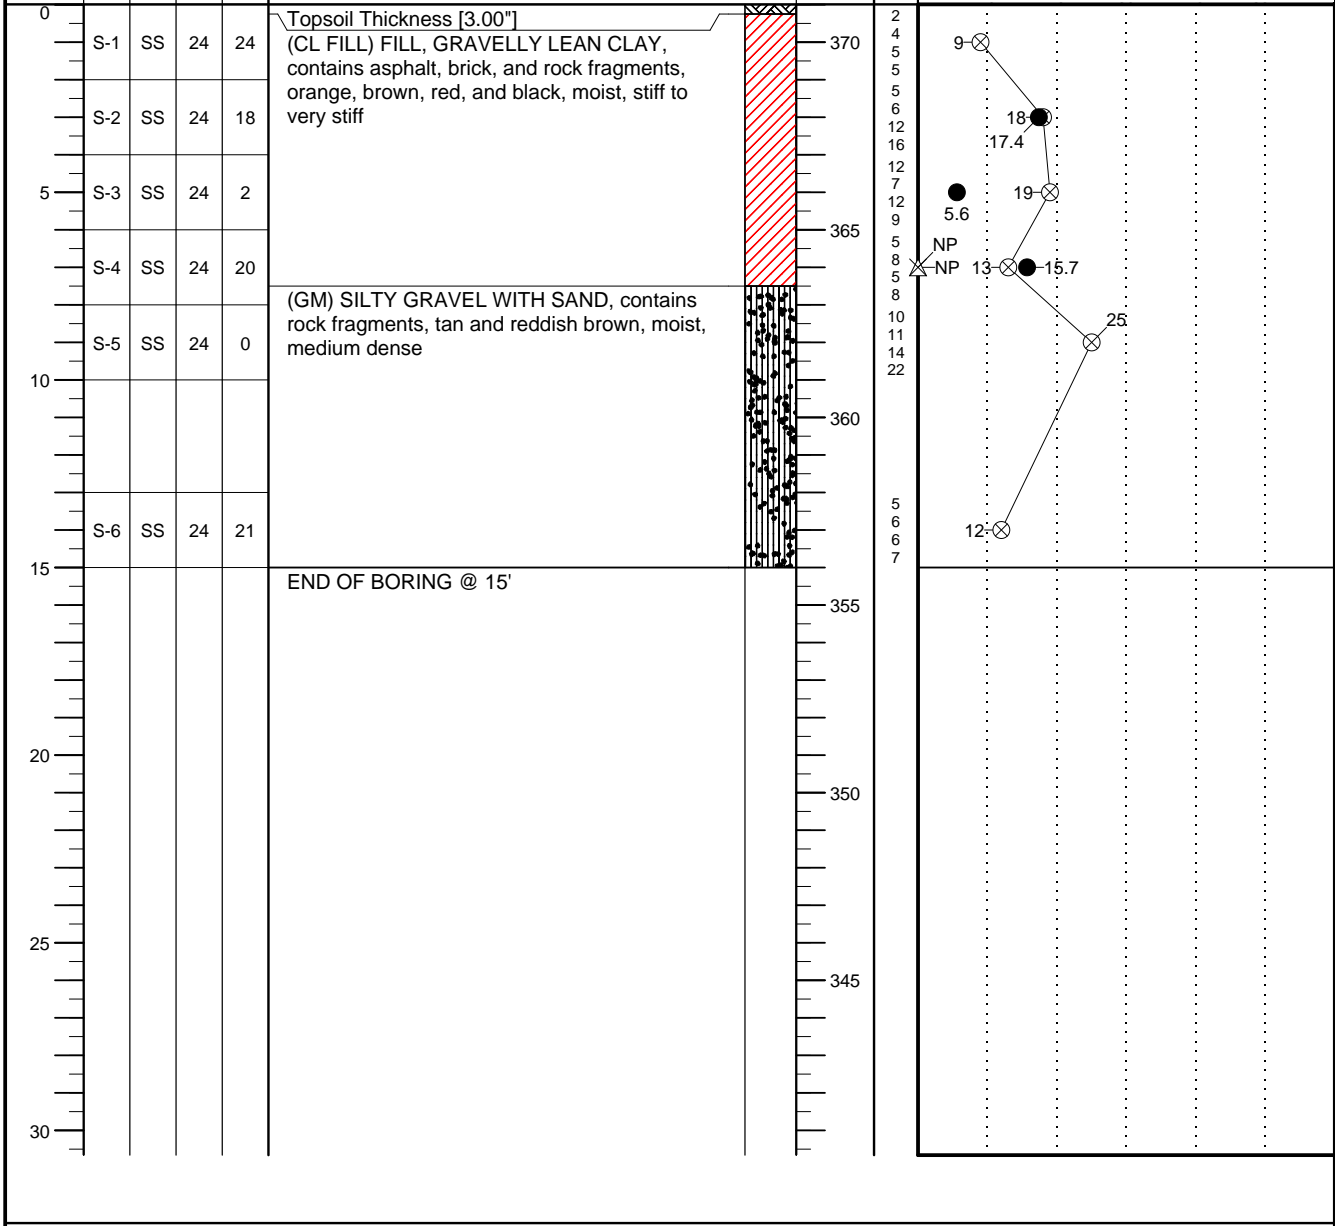 0
Topsoil Thickness [3.00"]
2
S-1 SS 24 24
(CL FILL) FILL, GRAVELLY LEAN CLAY,
contains asphalt, brick, and rock fragments,
orange, brown, red, and black, moist, stiff to
very stiff
370
4
5
5
9
S-2 SS 24 18
5
6
12
16
18
17.4
5
S-3 SS 24 2
12
7
12
9
19
5.6
365
S-4 SS 24 20
5
8
5
8
NP
NP
13
15.7
(GM) SILTY GRAVEL WITH SAND, contains
rock fragments, tan and reddish brown, moist,
medium dense
S-5 SS 24 0
10
11
14
22
25
10
360
S-6 SS 24 21
5
6
6
7
12
15
END OF BORING @ 15'
355
20
350
25
345
30